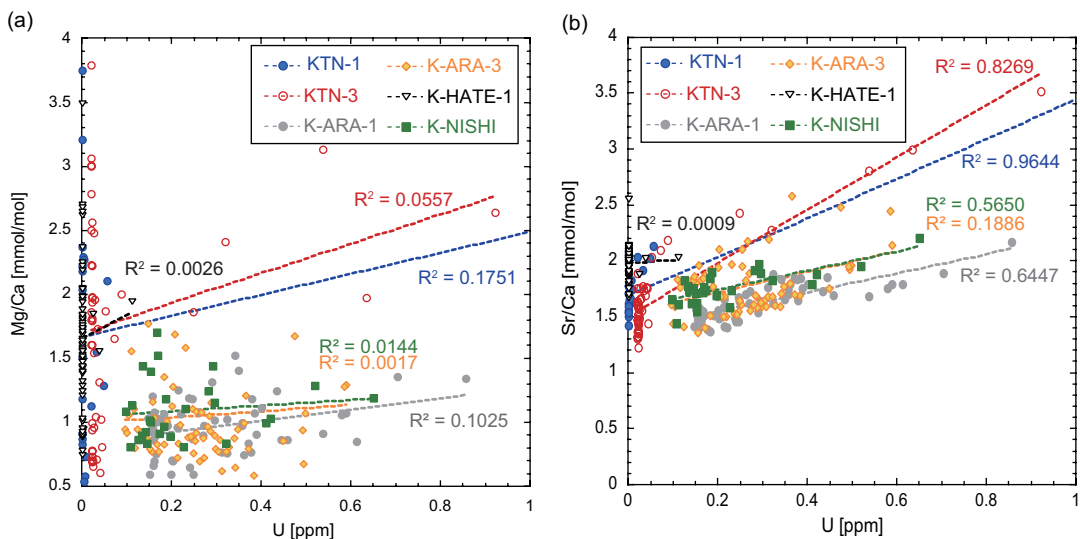 (a)
4
3.5
3
2.5
2
1.5
1
0.5
Mg/Ca [mmol/mol]
KTN-1
K-ARA-3
KTN-3
K-HATE-1
K-ARA-1
K-NISHI
R² = 0.0557
R² = 0.0026
R² = 0.1751
R² = 0.0144
R² = 0.0017
R² = 0.1025
0
0.2
0.4
0.6
0.8
1
U [ppm]
(b)
4
3.5
3
2.5
2
1.5
1
0.5
0
Sr/Ca [mmol/mol]
KTN-1
K-ARA-3
KTN-3
K-HATE-1
K-ARA-1
K-NISHI
R² = 0.8269
R² = 0.9644
R² = 0.5650
R² = 0.0009
R² = 0.1886
R² = 0.6447
0
0.2
0.4
0.6
0.8
1
U [ppm]